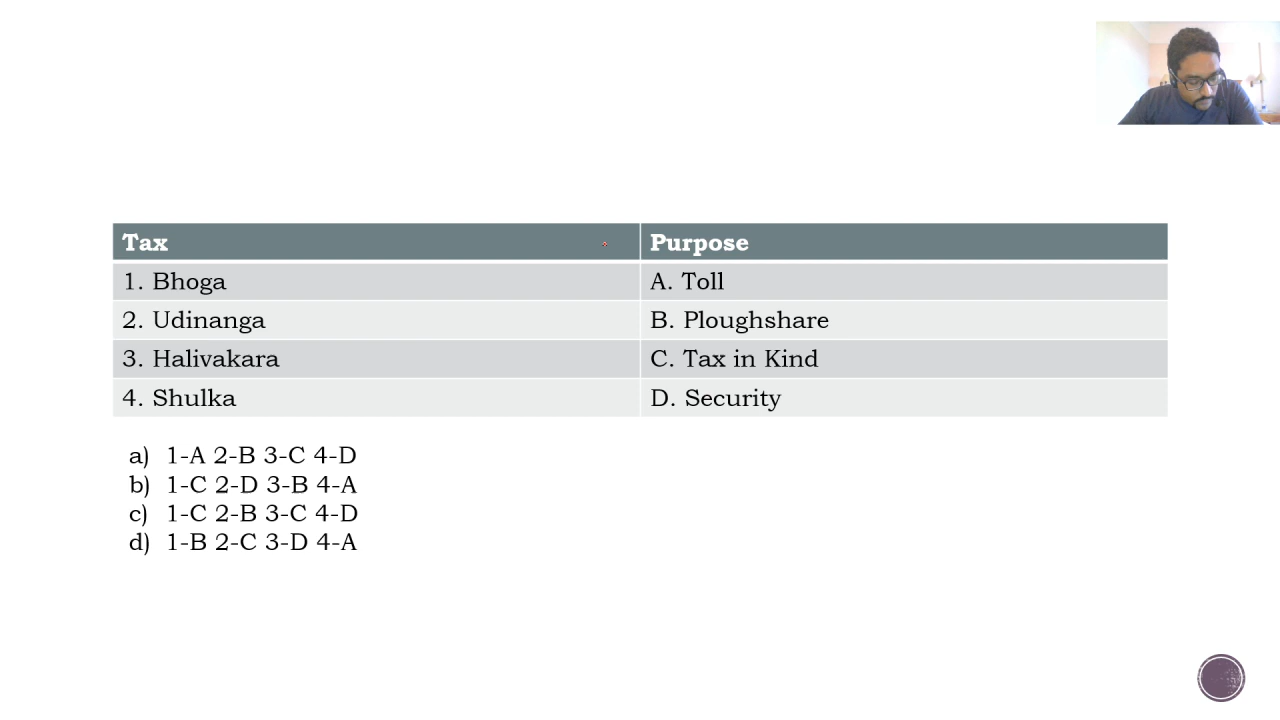 Tax Purpose
1. Bhoga A. Toll
2. Udinanga B. Ploughshare
3. Halivakara C. Tax in Kind
4. Shulka D. Security
a) 1-A 2-B 3-C 4-D
b) 1-C 2-D 3-B 4-A
c) 1-C 2-B 3-C 4-D
d) 1-B 2-C 3-D 4-A